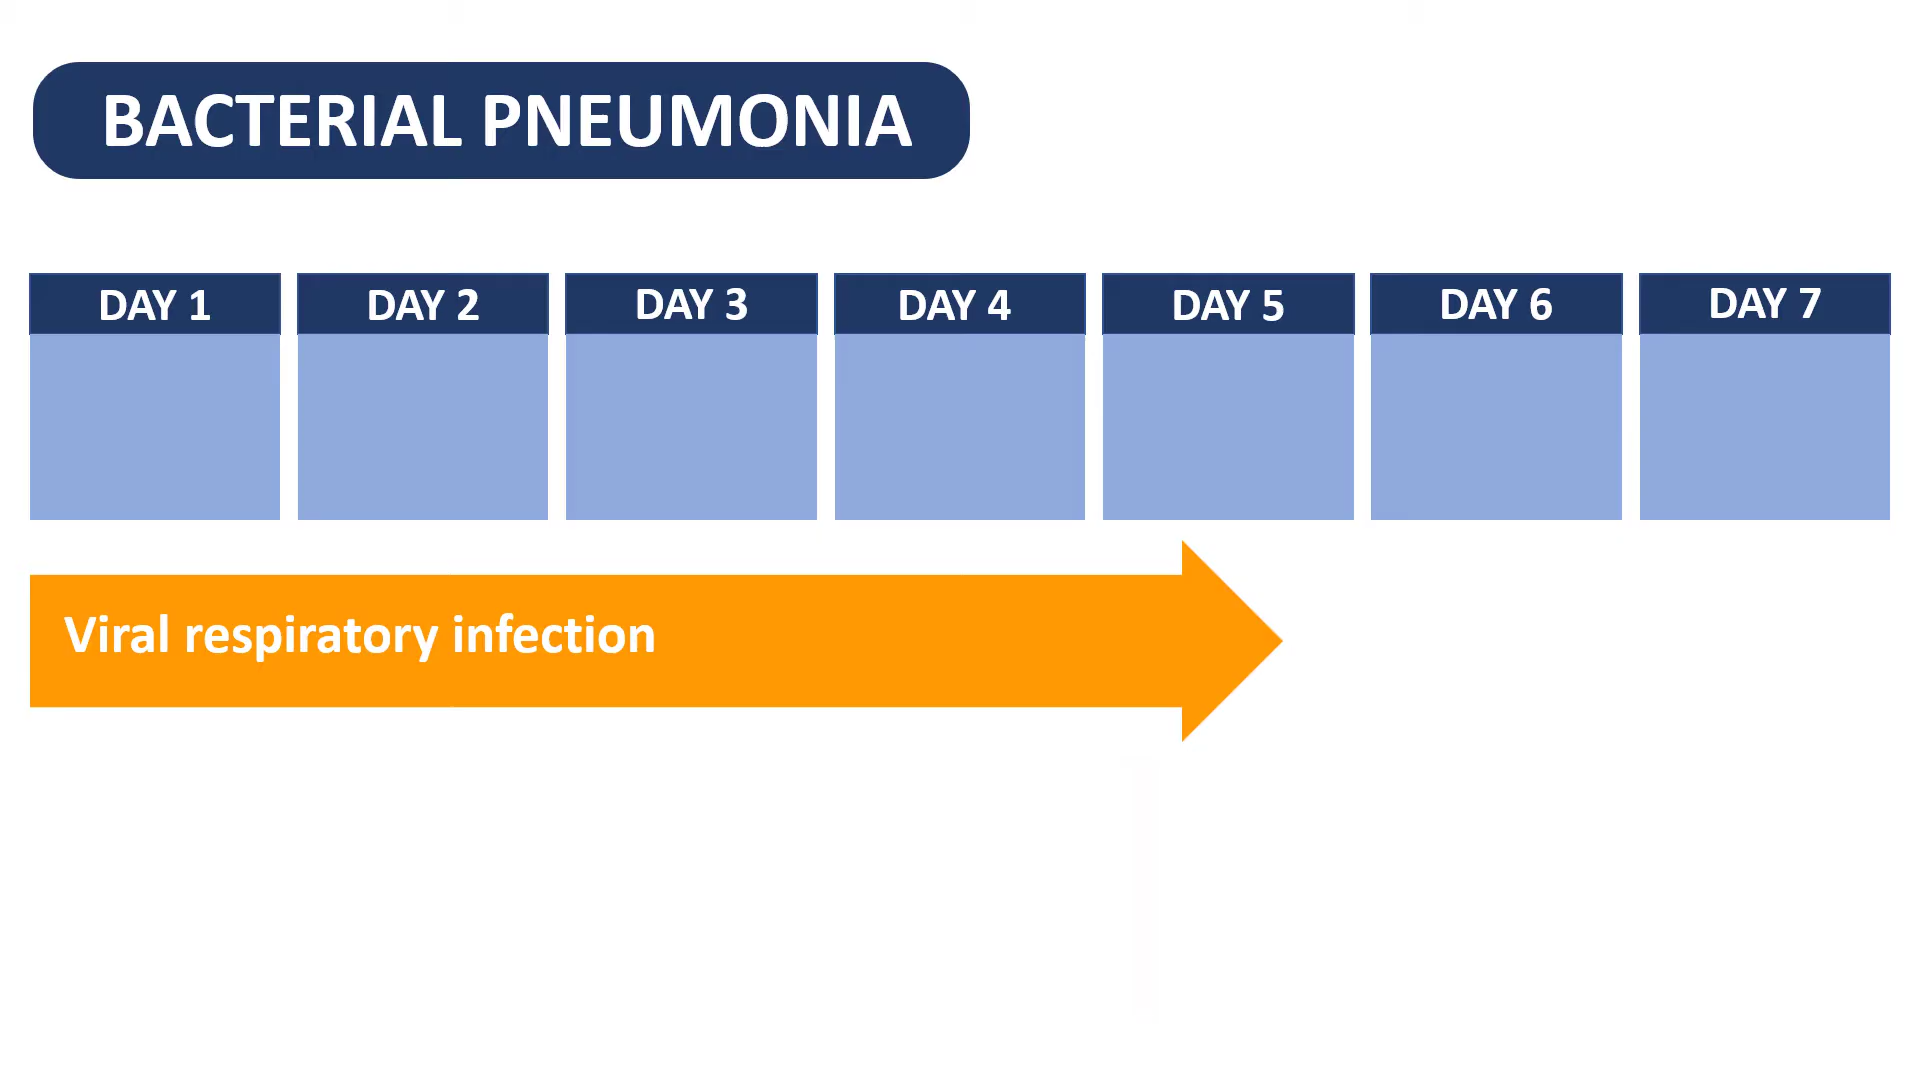 BACTERIAL PNEUMONIA
DAY 1 DAY 2 DAY 3 DAY 4 DAY 5 DAY 6 DAY 7
Viral respiratory infection